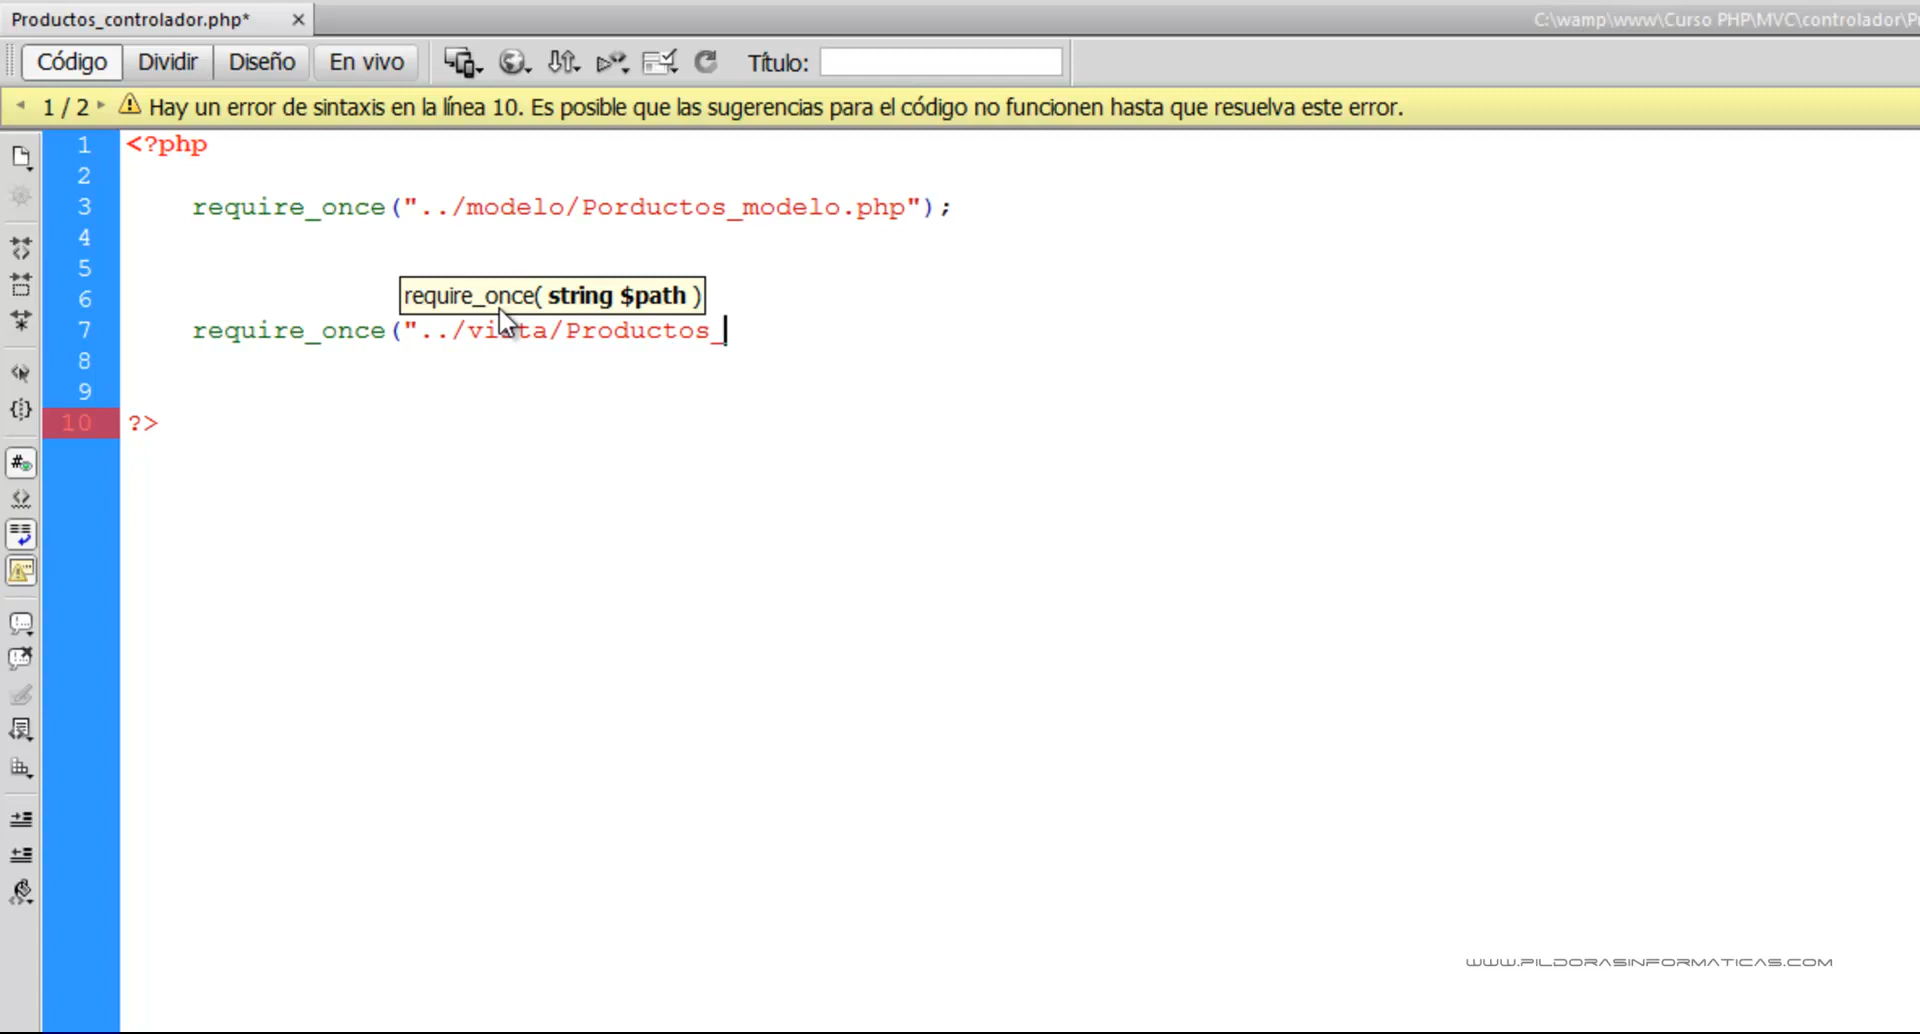 Productos_controlador.php*
C:\wamp\www\Curso PHP\MVC\controlador\P
Código Dividir Diseño En vivo Título:
1 / 2 Hay un error de sintaxis en la línea 10. Es posible que las sugerencias para el código no funcionen hasta que resuelva este error.
1 <?php
2
3 require_once("../modelo/Porductos_modelo.php");
4
5
6 require_once( string $path )
7 require_once("../vista/Productos_
8
9
10 ?>
WWW.PILDORASINFORMATICAS.COM